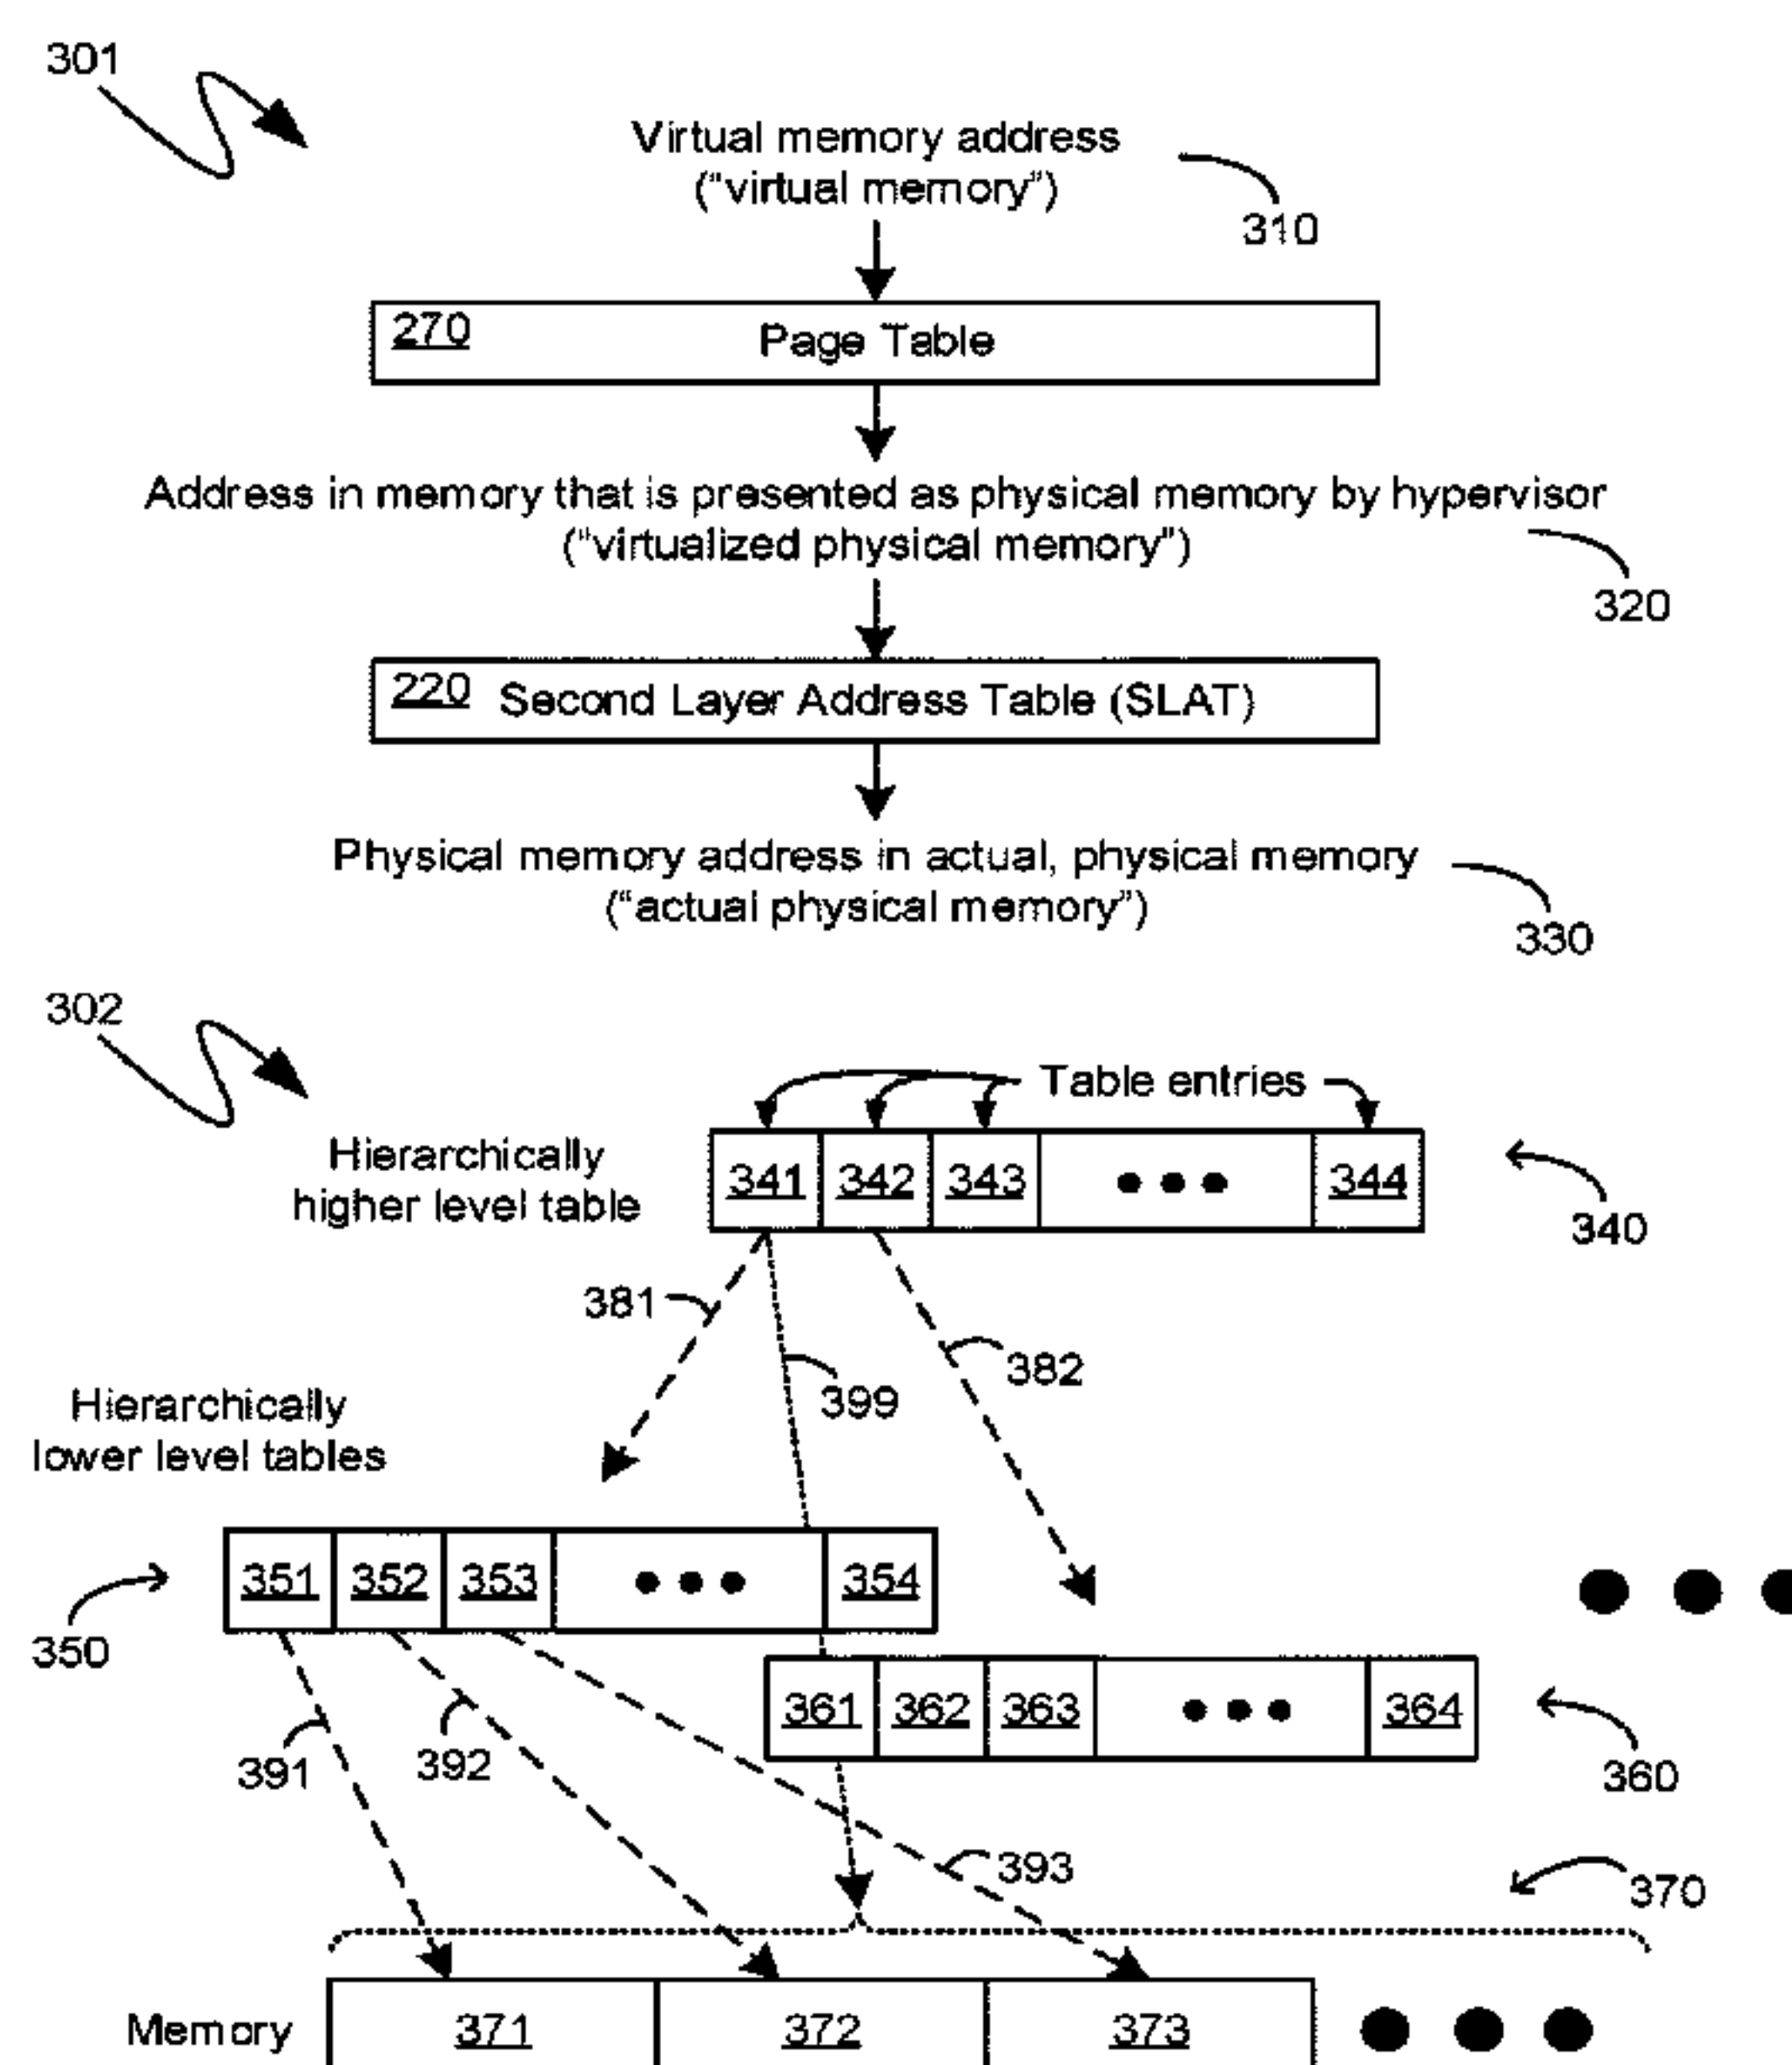 301
Virtual memory address
("virtual memory")
310
270 Page Table
Address in memory that is presented as physical memory by hypervisor
("virtualized physical memory")
320
220 Second Layer Address Table (SLAT)
Physical memory address in actual, physical memory
("actual physical memory")
330
302
Table entries
Hierarchically
higher level table
341 342 343 344
340
381
399
382
Hierarchically
lower level tables
351 352 353 354
350
361 362 363 364
360
391
392
393
370
Memory 371 372 373